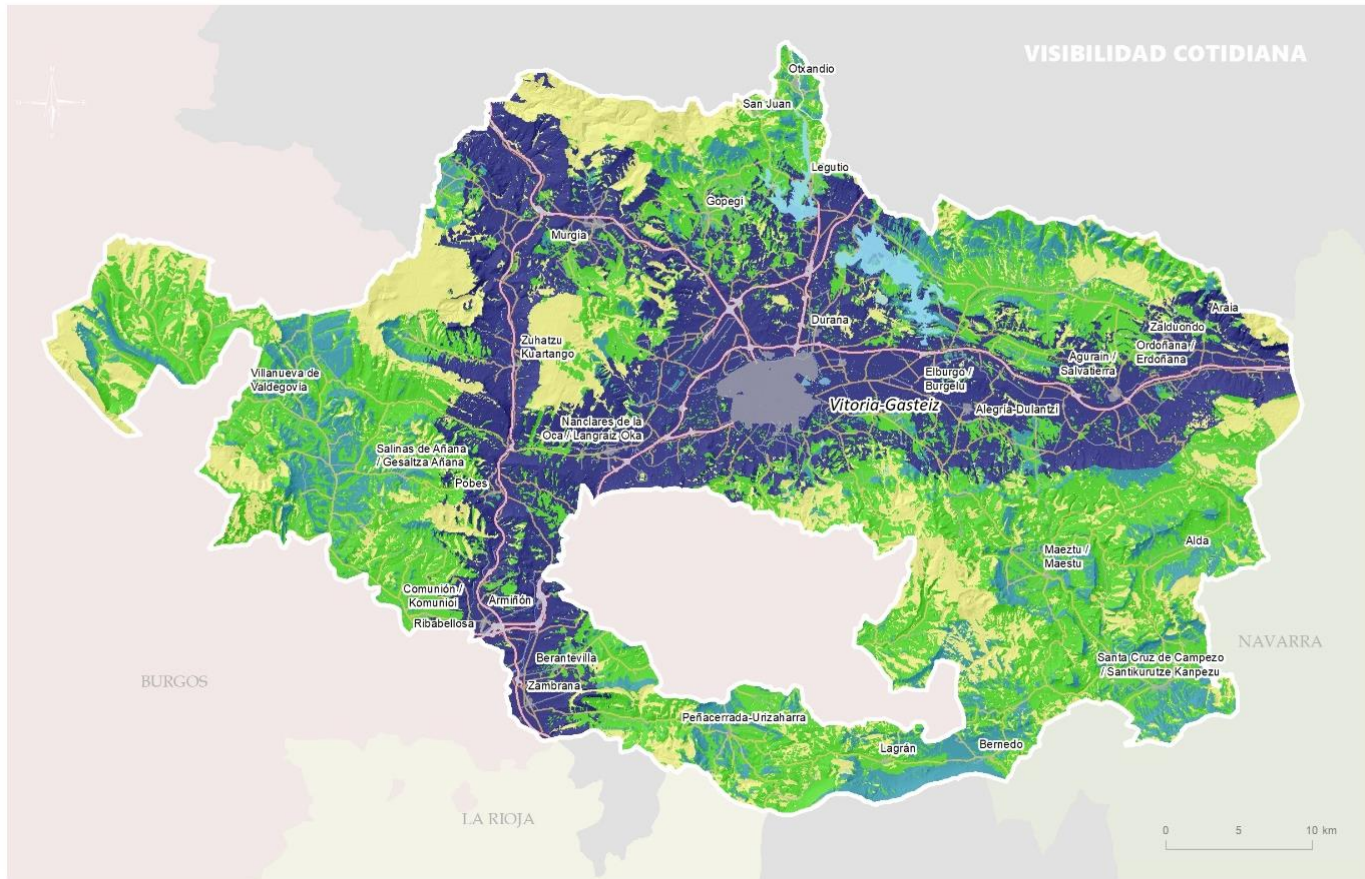 VISIBILIDAD COTIDIANA
Otxandio
San Juan
Legutio
Gopegi
Murgia
Araia
Zalduondo
Durana
Ordoñana /
Erdoñana
Zuhatzu
Kuartango
Agurain /
Salvatierra
Villanueva de
Valdegovía
Elburgo /
Burgelu
Vitoria-Gasteiz
Alegría-Dulantzi
Nanclares de la
Oca / Langraiz Oka
Salinas de Añana
/ Gesaltza Añana
Pobes
Alda
Maeztu /
Maestu
Comunión /
Komunioi
Armiñón
Ribabellosa
NAVARRA
Berantevilla
Santa Cruz de Campezo
/ Santikurutze Kanpezu
BURGOS
Zambrana
Peñacerrada-Urizaharra
Lagrán
Bernedo
LA RIOJA
0 5 10 km